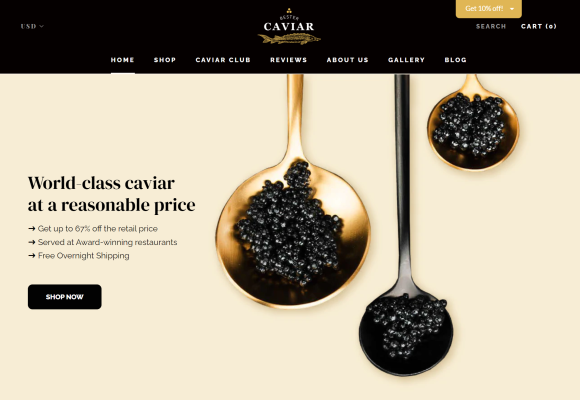 Get 10% off!
USD
BESTER
CAVIAR
SEARCH
CART (0)
HOME SHOP CAVIAR CLUB REVIEWS ABOUT US GALLERY BLOG
World-class caviar
at a reasonable price
➔ Get up to 67% off the retail price
➔ Served at Award-winning restaurants
➔ Free Overnight Shipping
SHOP NOW